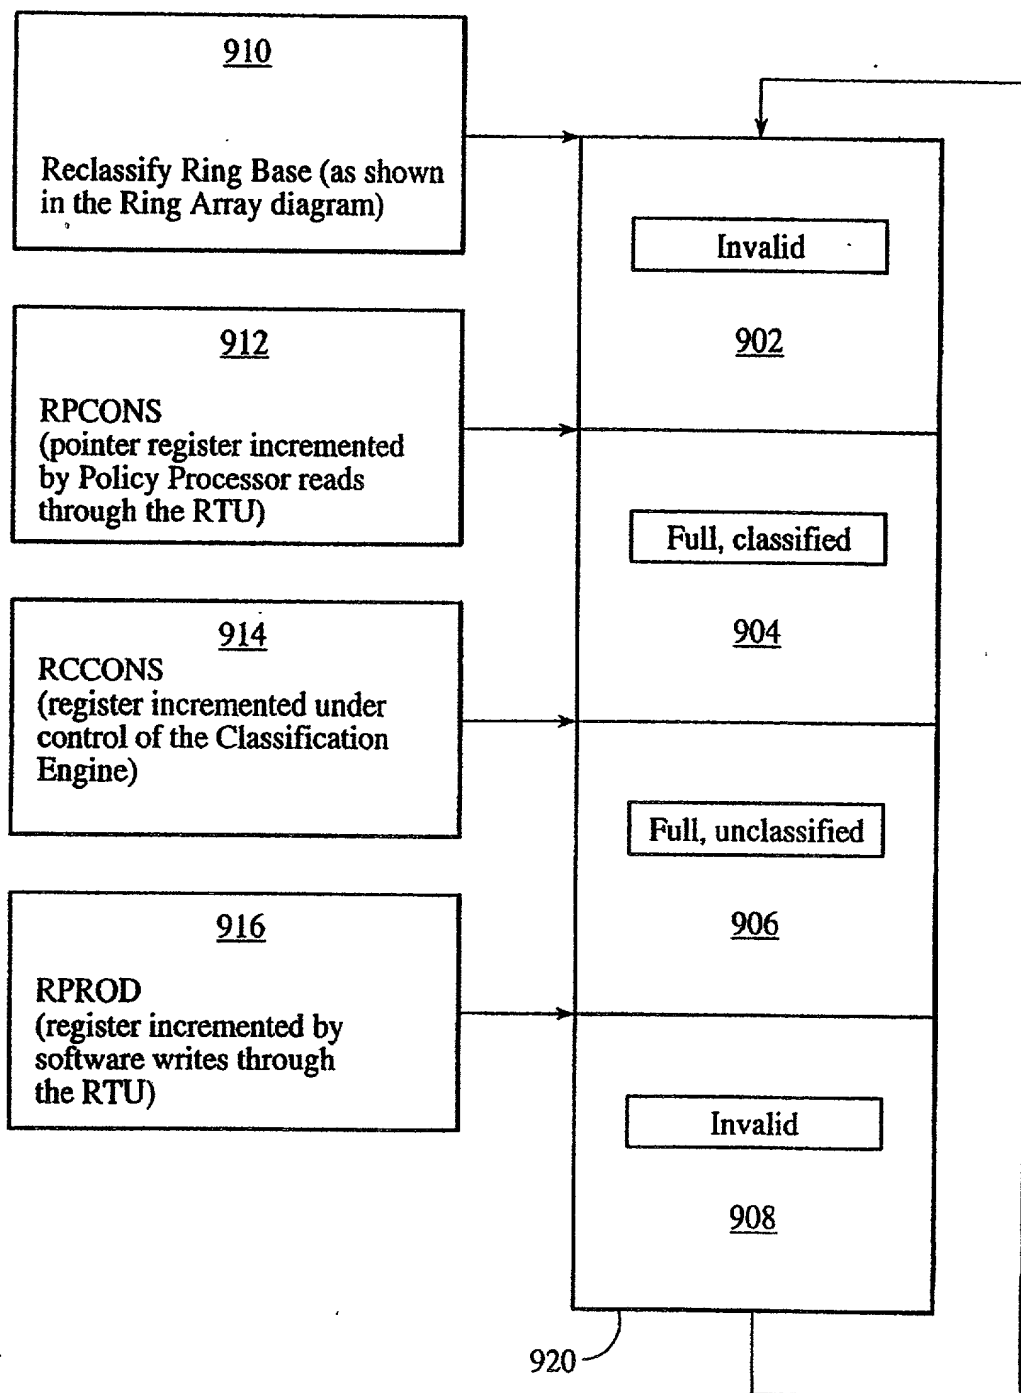 910
Reclassify Ring Base (as shown
in the Ring Array diagram)
Invalid
902
912
RPCONS
(pointer register incremented
by Policy Processor reads
through the RTU)
Full, classified
904
914
RCCONS
(register incremented under
control of the Classification
Engine)
Full, unclassified
906
916
RPROD
(register incremented by
software writes through
the RTU)
Invalid
908
920